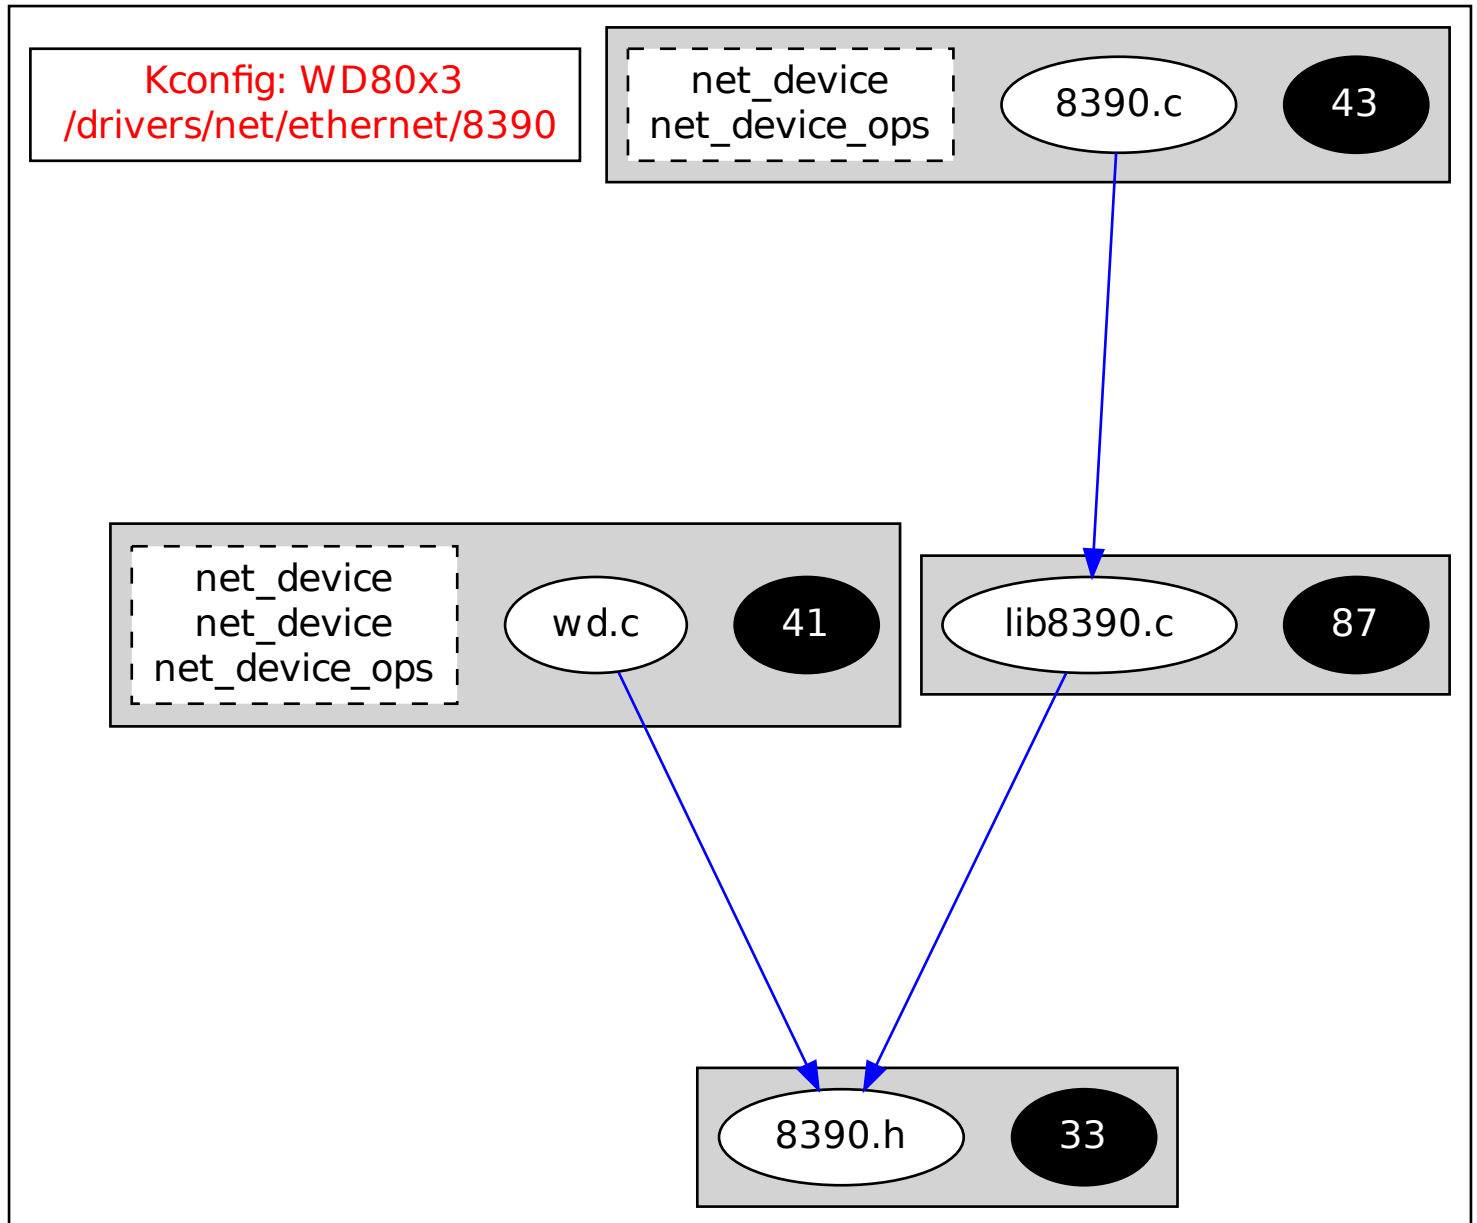 Kconfig: WD80x3
/drivers/net/ethernet/8390
net_device
net_device_ops
8390.c
43
net_device
net_device
net_device_ops
wd.c
41
lib8390.c
87
8390.h
33